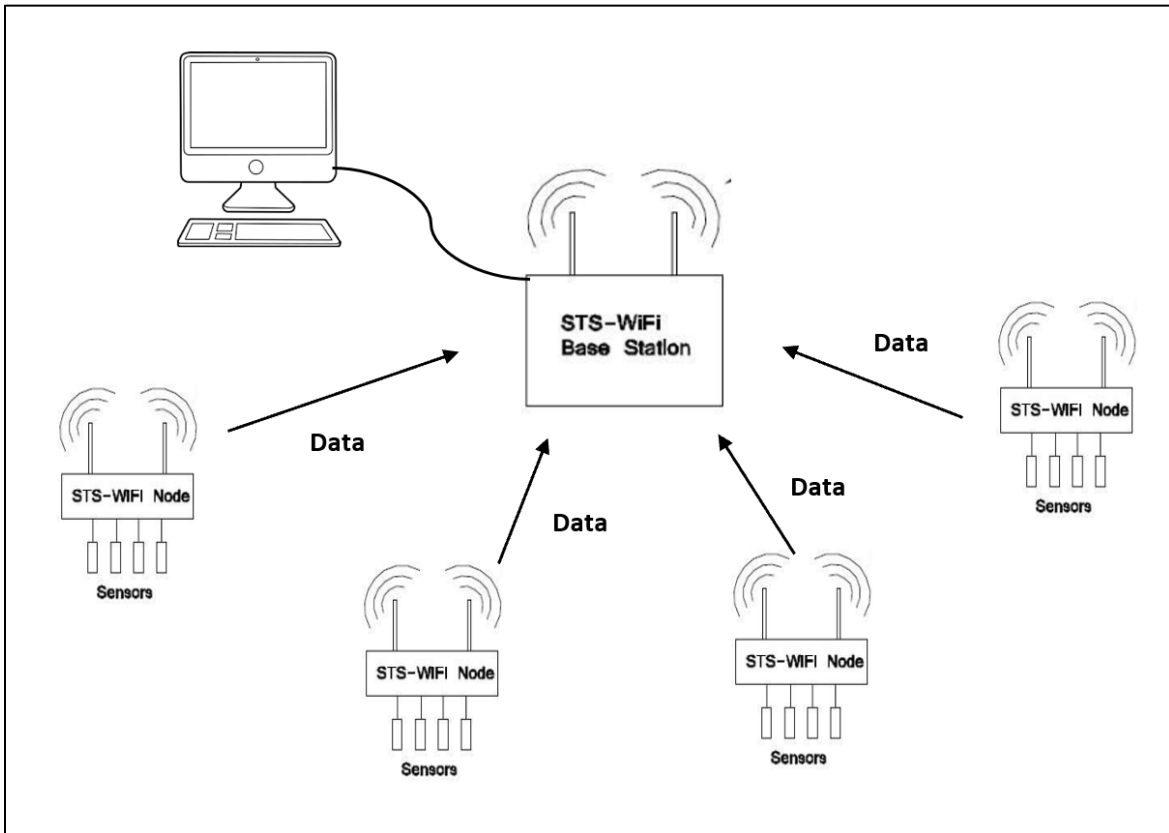 STS-WiFi
Base Station
Data
STS-WIFI Node
Sensors
Data
STS-WIFI Node
Sensors
Data
STS-WIFI Node
Sensors
Data
STS-WIFI Node
Sensors